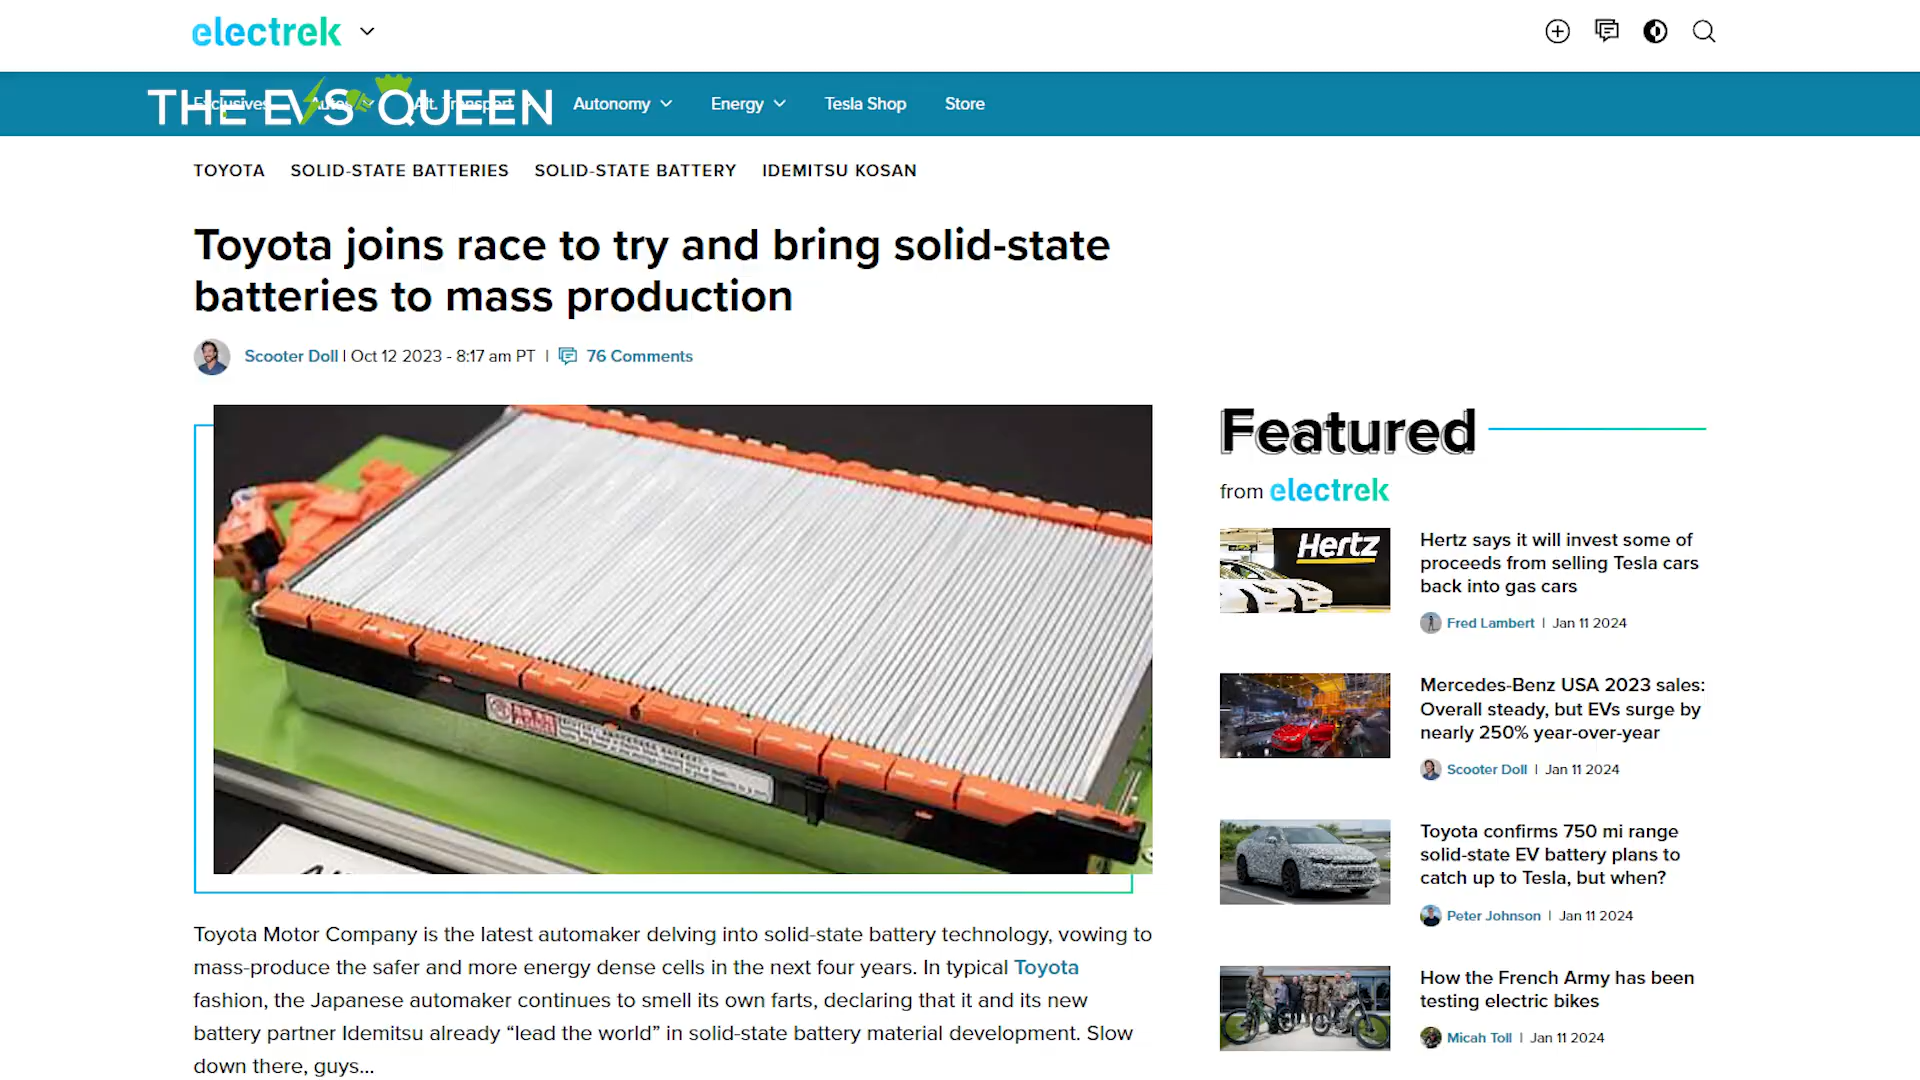 electrek
THE EVS QUEEN
Exclusives Autos Alt. Transport Autonomy Energy Tesla Shop Store
TOYOTA SOLID-STATE BATTERIES SOLID-STATE BATTERY IDEMITSU KOSAN
Toyota joins race to try and bring solid-state
batteries to mass production
Scooter Doll | Oct 12 2023 - 8:17 am PT | 76 Comments
Toyota Motor Company is the latest automaker delving into solid-state battery technology, vowing to
mass-produce the safer and more energy dense cells in the next four years. In typical Toyota
fashion, the Japanese automaker continues to smell its own farts, declaring that it and its new
battery partner Idemitsu already “lead the world” in solid-state battery material development. Slow
down there, guys...
Featured
from electrek
Hertz
Hertz says it will invest some of
proceeds from selling Tesla cars
back into gas cars
Fred Lambert | Jan 11 2024
Mercedes-Benz USA 2023 sales:
Overall steady, but EVs surge by
nearly 250% year-over-year
Scooter Doll | Jan 11 2024
Toyota confirms 750 mi range
solid-state EV battery plans to
catch up to Tesla, but when?
Peter Johnson | Jan 11 2024
How the French Army has been
testing electric bikes
Micah Toll | Jan 11 2024